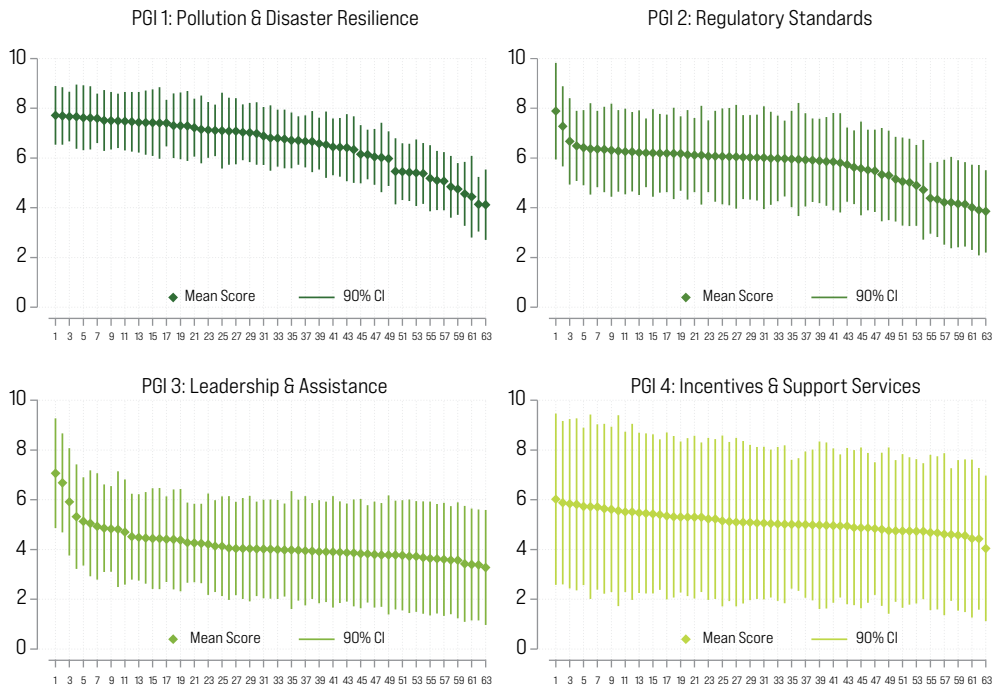 PGI 1: Pollution & Disaster Resilience
10
8
6
4
2
0
Mean Score 90% CI
1 3 5 7 9 11 13 15 17 19 21 23 25 27 29 31 33 35 37 39 41 43 45 47 49 51 53 55 57 59 61 63
PGI 2: Regulatory Standards
10
8
6
4
2
0
Mean Score 90% CI
1 3 5 7 9 11 13 15 17 19 21 23 25 27 29 31 33 35 37 39 41 43 45 47 49 51 53 55 57 59 61 63
PGI 3: Leadership & Assistance
10
8
6
4
2
0
Mean Score 90% CI
1 3 5 7 9 11 13 15 17 19 21 23 25 27 29 31 33 35 37 39 41 43 45 47 49 51 53 55 57 59 61 63
PGI 4: Incentives & Support Services
10
8
6
4
2
0
Mean Score 90% CI
1 3 5 7 9 11 13 15 17 19 21 23 25 27 29 31 33 35 37 39 41 43 45 47 49 51 53 55 57 59 61 63